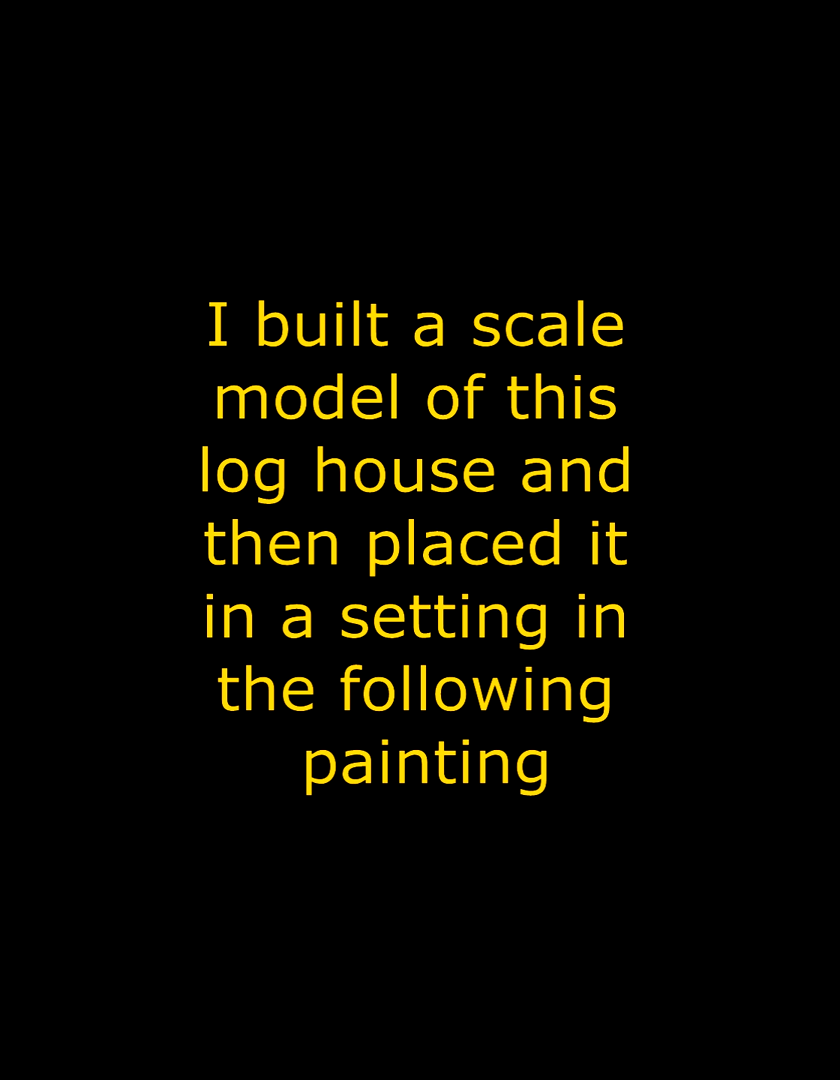 I built a scale
model of this
log house and
then placed it
in a setting in
the following
painting